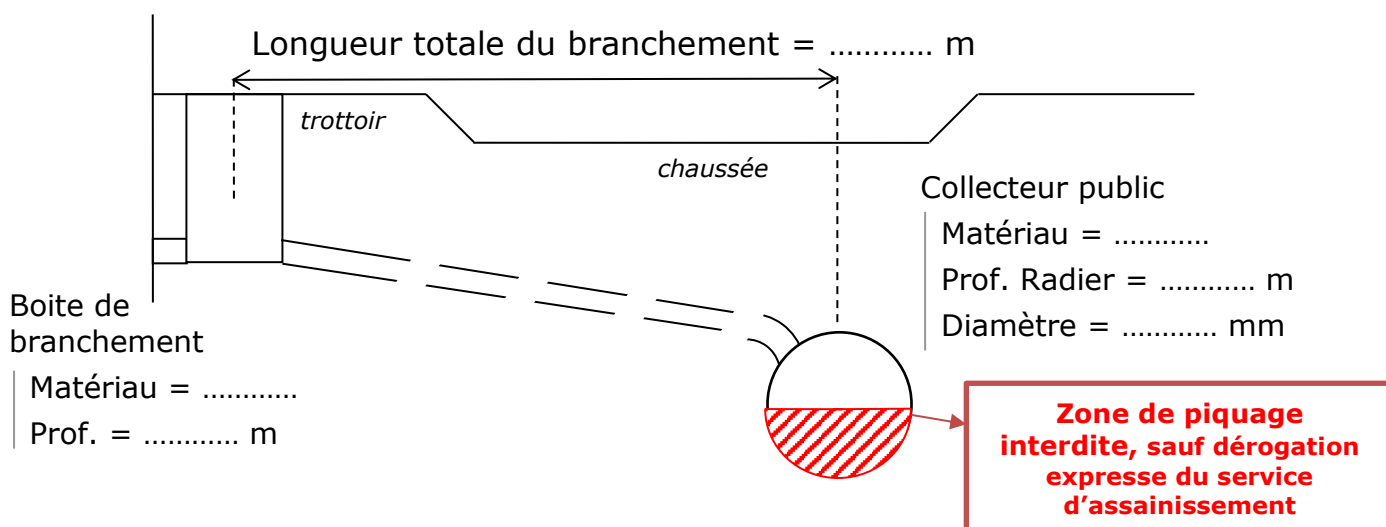 Longueur totale du branchement = ............ m
trottoir
chaussée
Collecteur public
Matériau = ............
Prof. Radier = ............ m
Diamètre = ............ mm
Boite de
branchement
Matériau = ............
Prof. = ............ m
Zone de piquage
interdite, sauf dérogation
expresse du service
d’assainissement